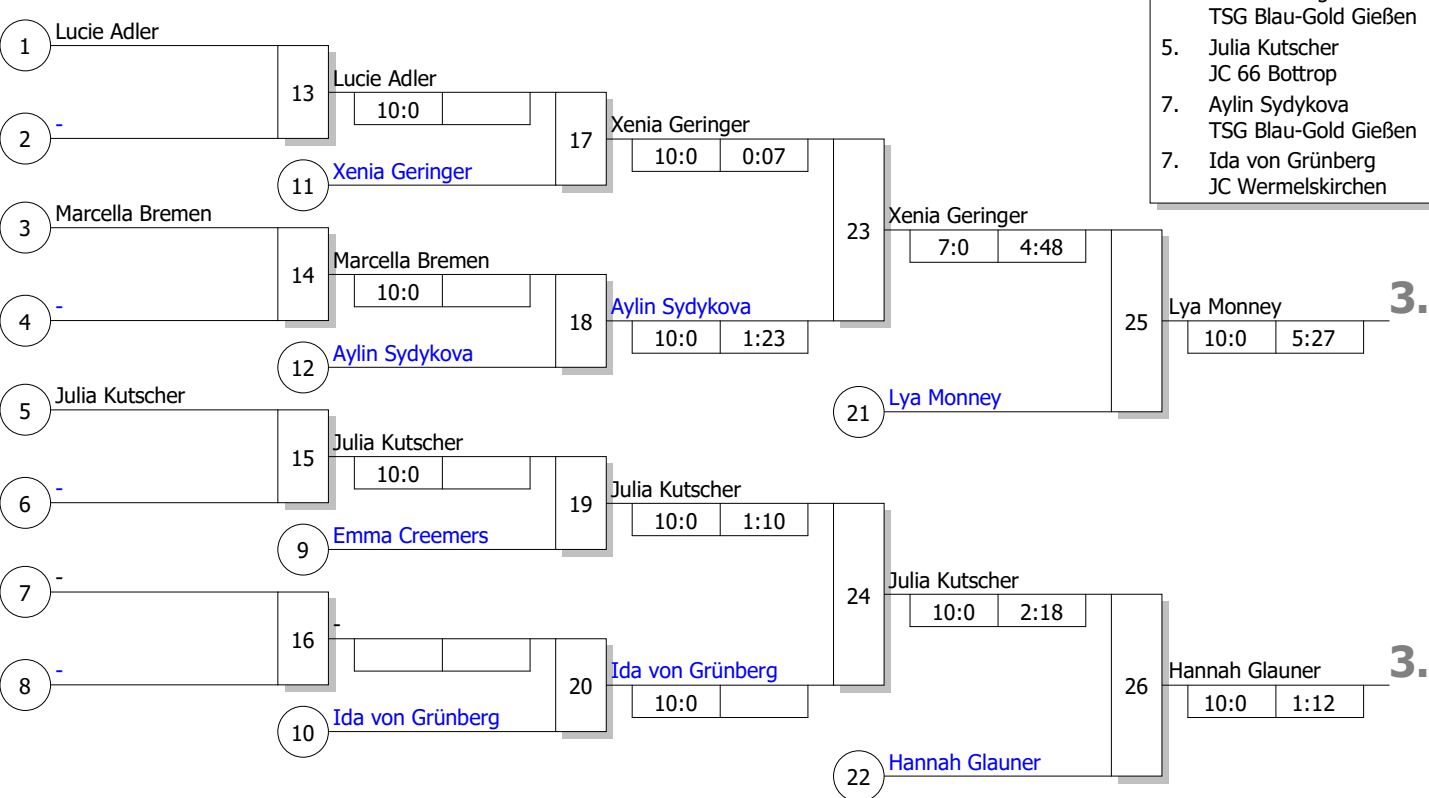 TSG Blau-Gold Gießen
5. Julia Kutscher
JC 66 Bottrop
7. Aylin Sydykova
TSG Blau-Gold Gießen
7. Ida von Grünberg
JC Wermelskirchen
1 Lucie Adler
2 -
13 Lucie Adler
10:0
11 Xenia Geringer
17 Xenia Geringer
10:0 0:07
3 Marcella Bremen
4 -
14 Marcella Bremen
10:0
12 Aylin Sydykova
18 Aylin Sydykova
10:0 1:23
23 Xenia Geringer
7:0 4:48
21 Lya Monney
25 Lya Monney
10:0 5:27
3.
5 Julia Kutscher
6 -
15 Julia Kutscher
10:0
9 Emma Creemers
19 Julia Kutscher
10:0 1:10
7 -
8 -
16 -
10 Ida von Grünberg
20 Ida von Grünberg
10:0
24 Julia Kutscher
10:0 2:18
22 Hannah Glauner
26 Hannah Glauner
10:0 1:12
3.